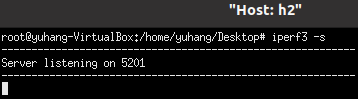 "Host: h2"
root@yuhang-VirtualBox:/home/yuhang/Desktop# iperf3 -s
-----------------------------------------------------------
Server listening on 5201
-----------------------------------------------------------